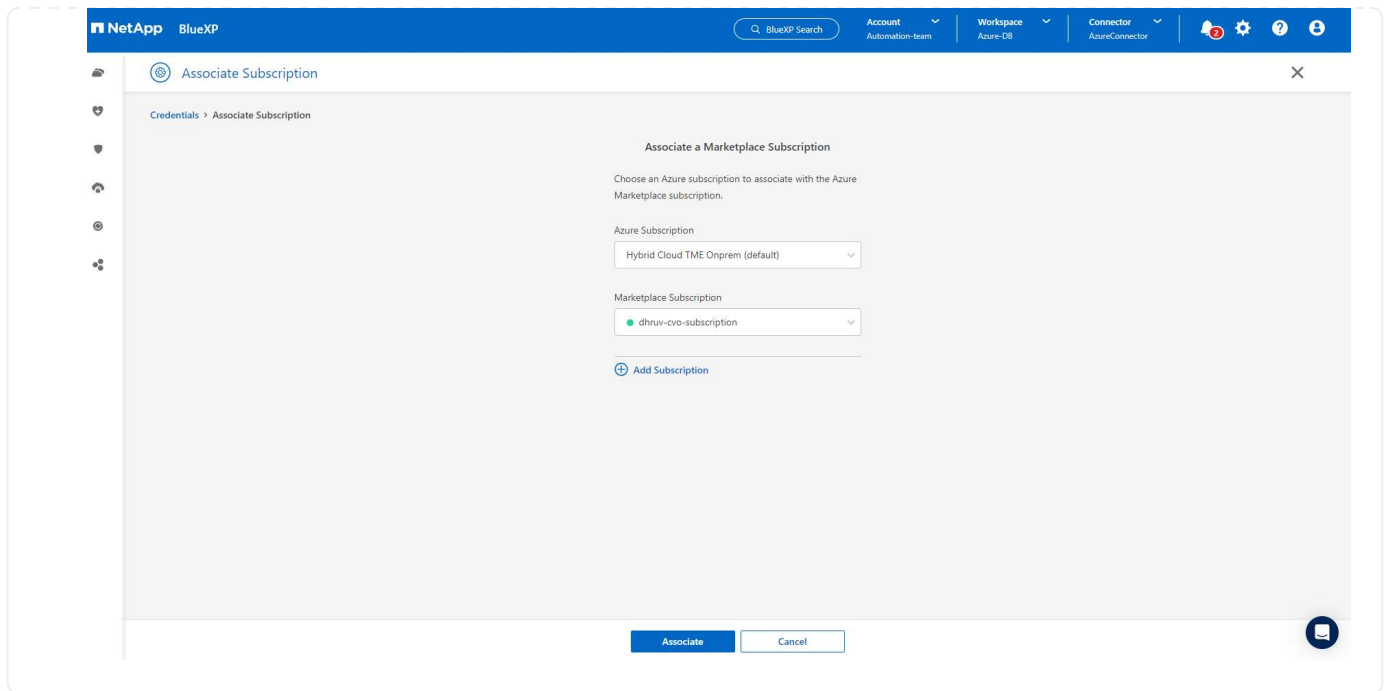 NetApp BlueXP
BlueXP Search
Account
Automation-team
Workspace
Azure-DB
Connector
AzureConnector
2
Associate Subscription
Credentials > Associate Subscription
Associate a Marketplace Subscription
Choose an Azure subscription to associate with the Azure
Marketplace subscription.
Azure Subscription
Hybrid Cloud TME Onprem (default)
Marketplace Subscription
dhruv-cvo-subscription
Add Subscription
Associate
Cancel